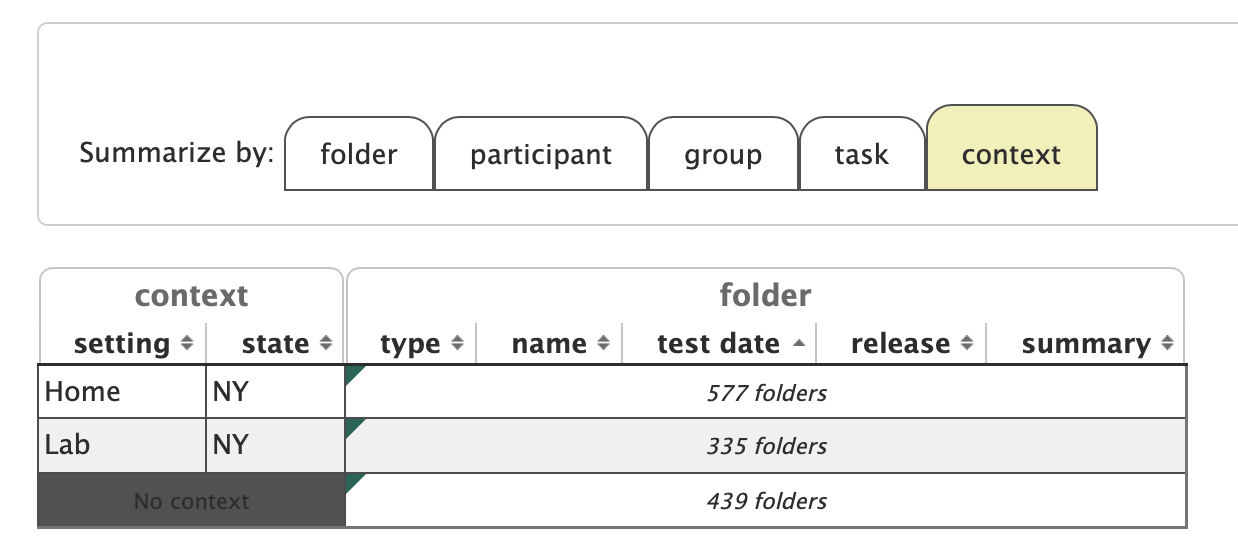 Summarize by: folder participant group task context
context folder
setting state type name test date release summary
Home NY 577 folders
Lab NY 335 folders
No context 439 folders